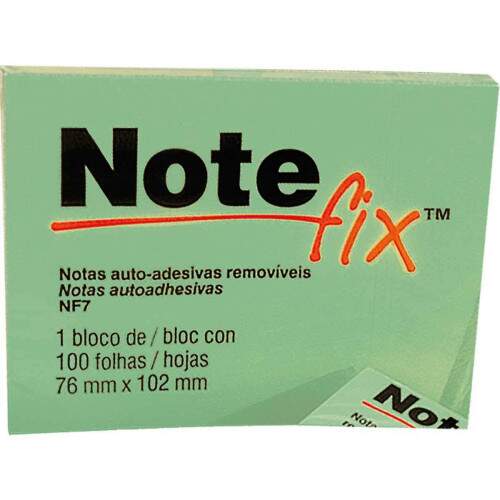 Note
fix™
Notas auto-adesivas removíveis
Notas autoadhesivas
NF7
1 bloco de / bloc con
100 folhas / hojas
76 mm x 102 mm
Not
Note